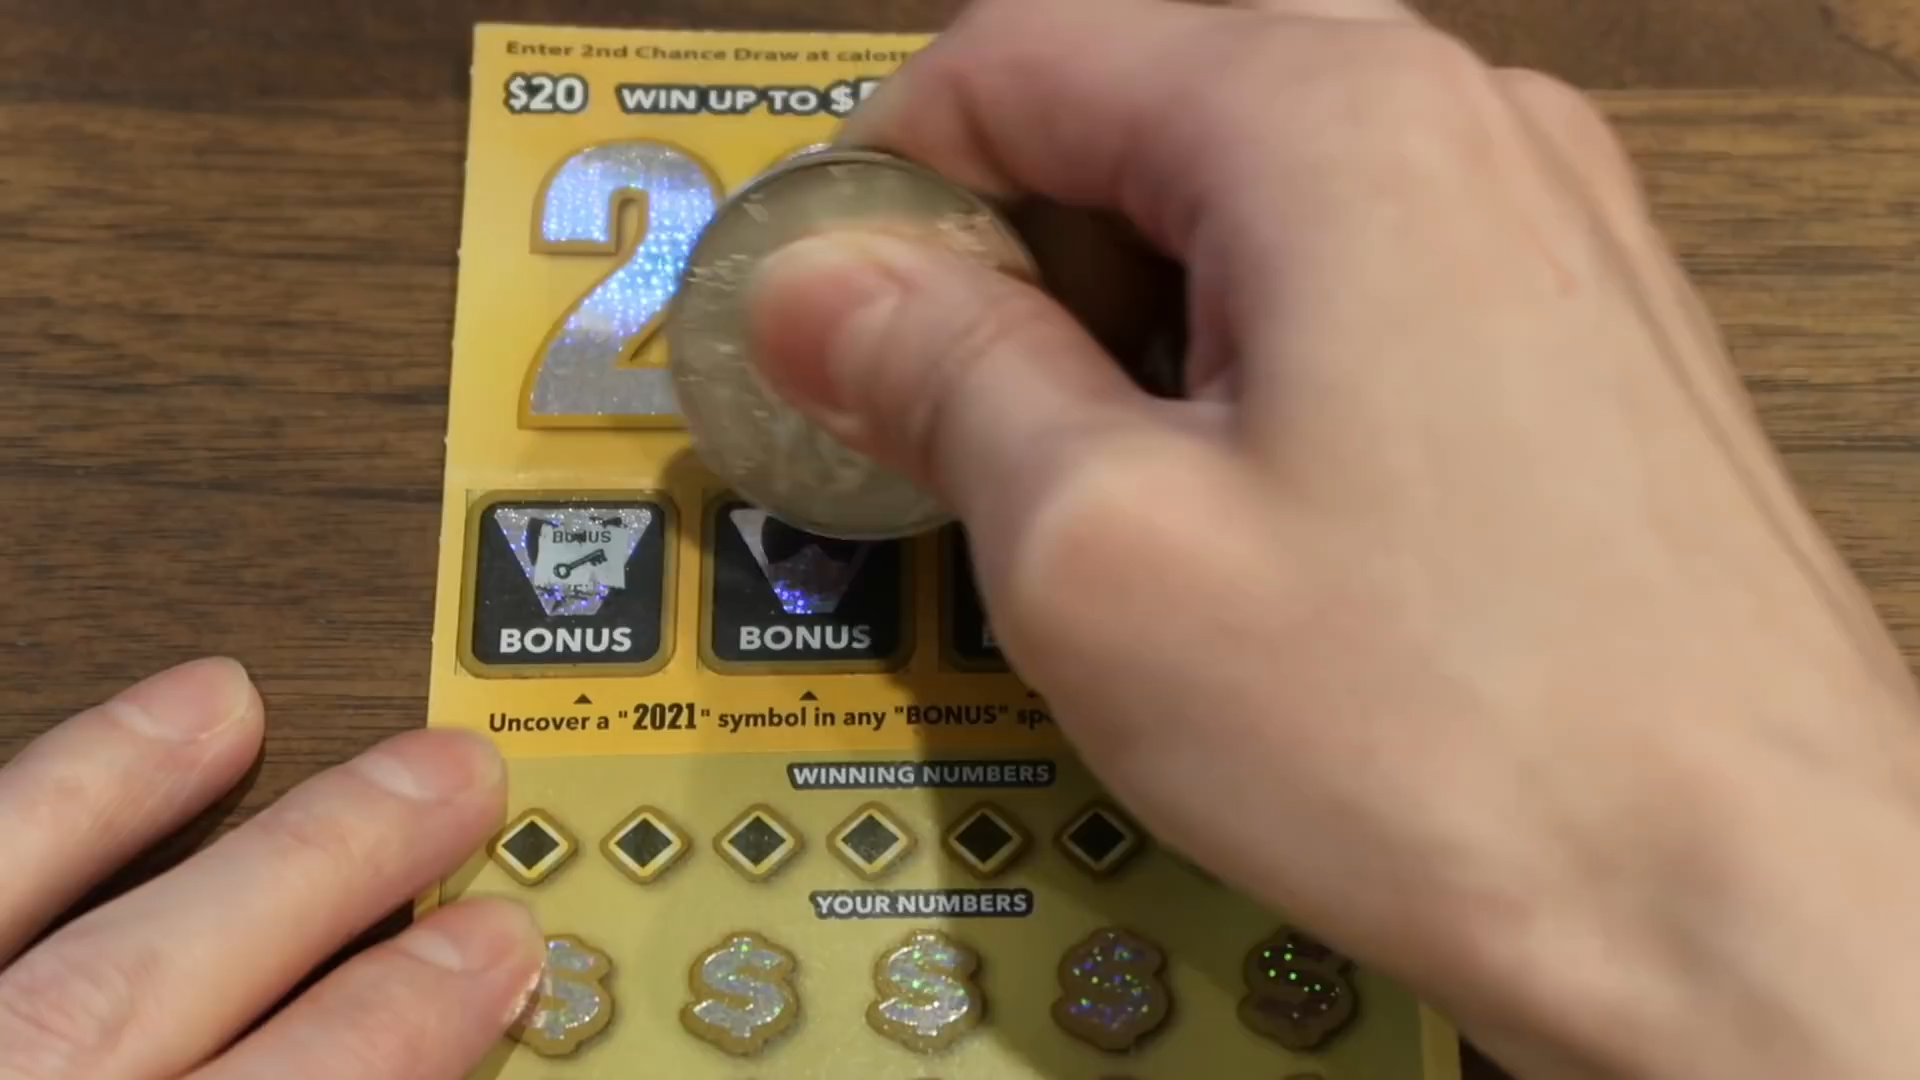 Enter 2nd Chance Draw at
$20 WIN UP TO $
2
BONUS
BONUS BONUS
Uncover a "2021" symbol in any "BONUS"
WINNING NUMBERS
YOUR NUMBERS
$ $ $ $ $